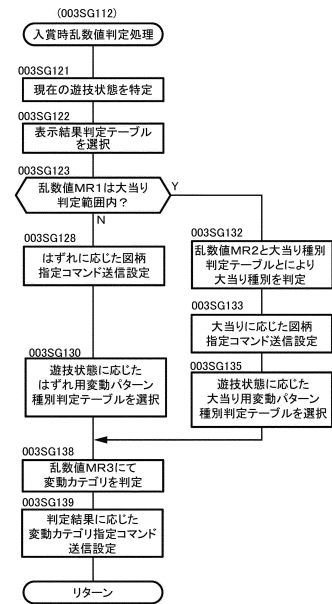 (003SG112)
入賞時乱数値判定処理
003SG121
現在の遊技状態を特定
003SG122
表示結果判定テーブル
を選択
003SG123
乱数値MR1は大当り
判定範囲内？
Y
N
003SG128
はずれに応じた図柄
指定コマンド送信設定
003SG132
乱数値MR2と大当り種別
判定テーブルとにより
大当り種別を判定
003SG133
大当りに応じた図柄
指定コマンド送信設定
003SG130
遊技状態に応じた
はずれ用変動パターン
種別判定テーブルを選択
003SG135
遊技状態に応じた
大当り用変動パターン
種別判定テーブルを選択
003SG138
乱数値MR3にて
変動カテゴリを判定
003SG139
判定結果に応じた
変動カテゴリ指定コマンド
送信設定
リターン